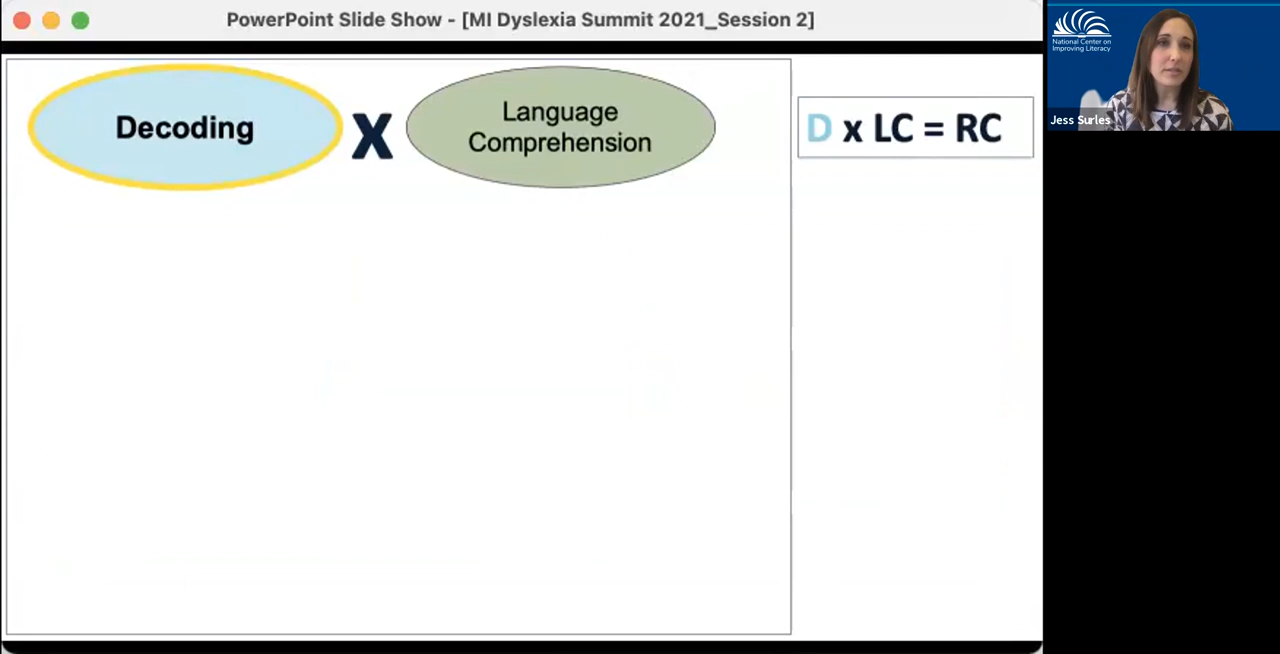 PowerPoint Slide Show - [MI Dyslexia Summit 2021_Session 2]
Decoding
X
Language
Comprehension
D x LC = RC
National Center on
Improving Literacy
Jess Surles